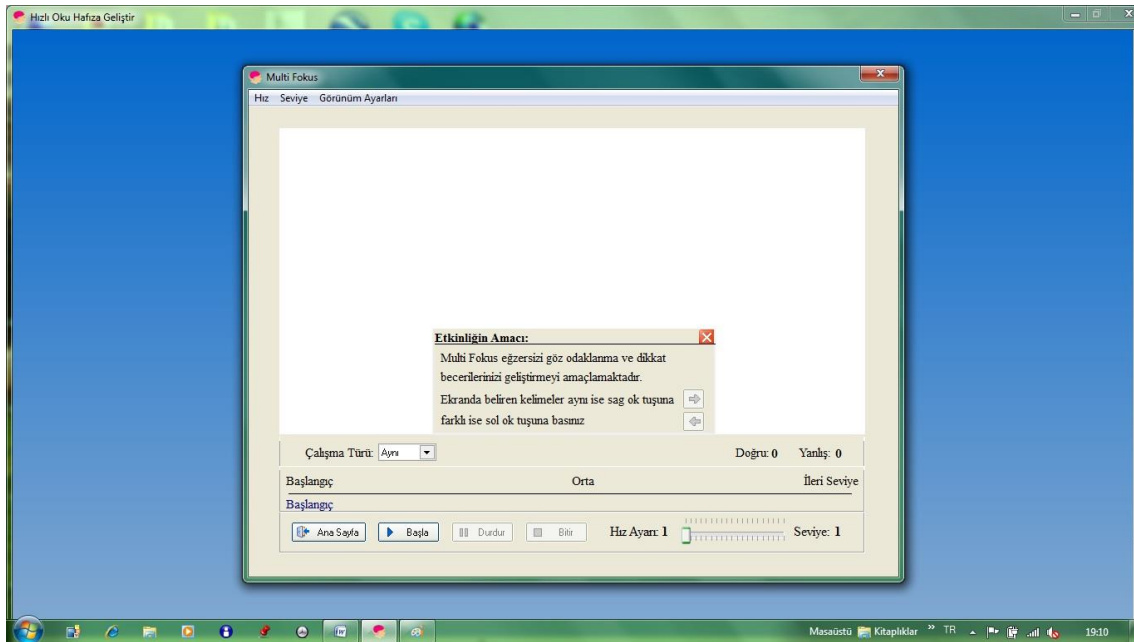 Hızlı Oku Hafıza Geliştir
Multi Fokus
Hız Seviye Görünüm Ayarları
Etkinliğin Amacı:
Multi Fokus eğzersizi göz odaklanma ve dikkat
becerilerinizi geliştirmeyi amaçlamaktadır.
Ekranda beliren kelimeler aynı ise sag ok tuşuna
farklı ise sol ok tuşuna basınız
Çalışma Türü: Aynı Doğru: 0 Yanlış: 0
Başlangıç Orta İleri Seviye
Başlangıç
Ana Sayfa Başla Durdur Bitir Hız Ayarı: 1 Seviye: 1
Masaüstü Kitaplıklar » TR 19:10